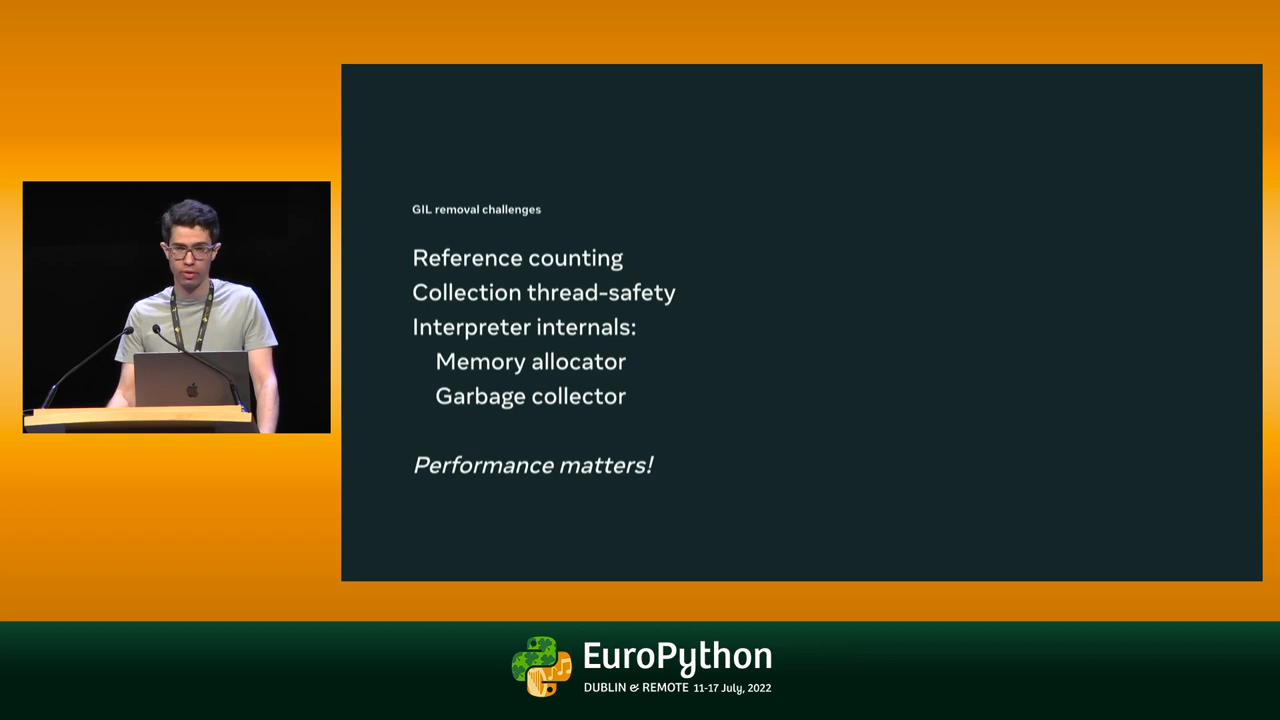 GIL removal challenges
Reference counting
Collection thread-safety
Interpreter internals:
Memory allocator
Garbage collector
Performance matters!
EuroPython
DUBLIN & REMOTE 11-17 July, 2022